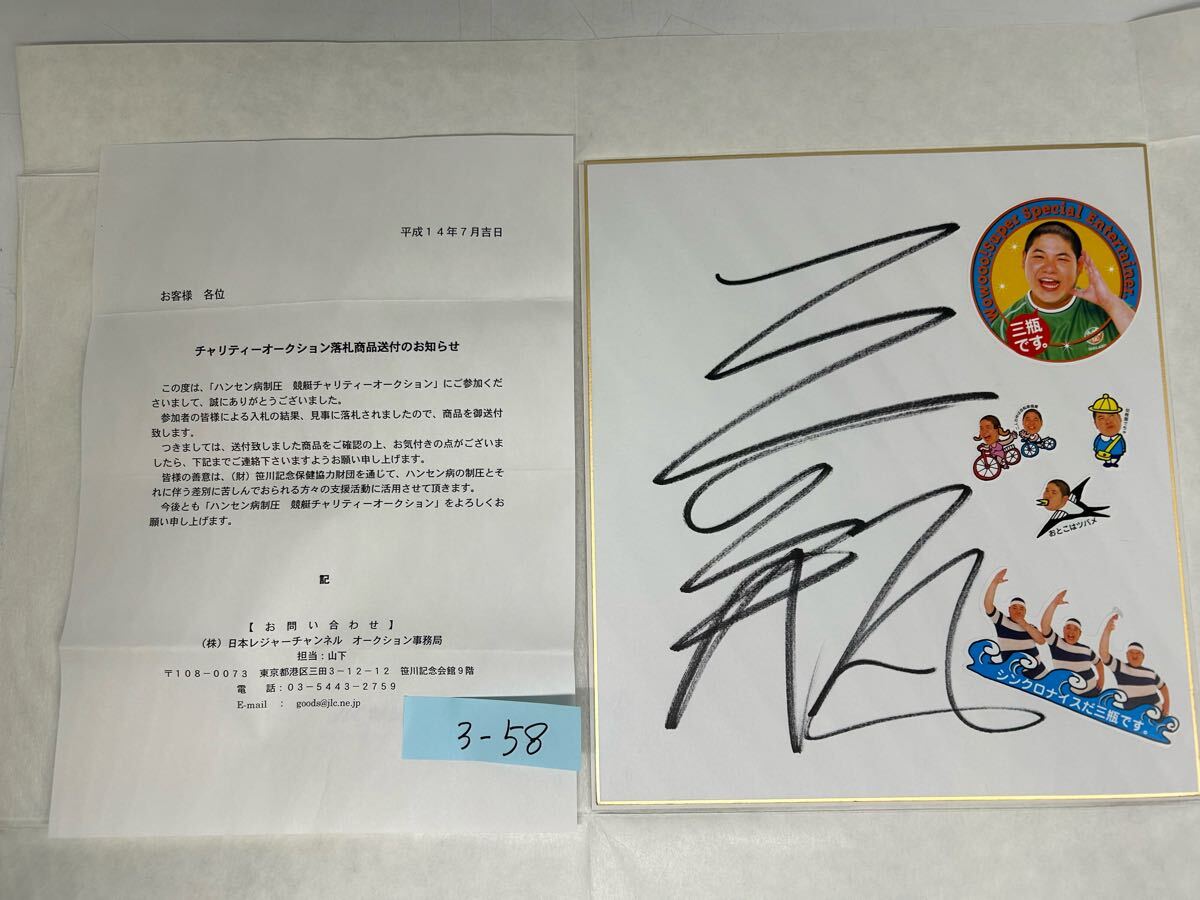 平成１４年７月吉日
お客様　各位
チャリティーオークション落札商品送付のお知らせ
この度は、「ハンセン病制圧　競艇チャリティーオークション」にご参加くだ
さいまして、誠にありがとうございました。
参加者の皆様による入札の結果、見事に落札されましたので、商品を御送付
致します。
つきましては、送付致しました商品をご確認の上、お気付きの点がございま
したら、下記までご連絡下さいますようお願い申し上げます。
皆様の善意は、（財）笹川記念保健協力財団を通じて、ハンセン病の制圧とそ
れに伴う差別に苦しんでおられる方々の支援活動に活用させて頂きます。
今後とも「ハンセン病制圧　競艇チャリティーオークション」をよろしくお
願い申し上げます。
記
【　お　問　い　合　わ　せ　】
（株）日本レジャーチャンネル　オークション事務局
担当：山下
〒１０８－００７３　東京都港区三田３－１２－１２　笹川記念会館９階
電　話：０３－５４４３－２７５９
E-mail　：　goods@jlc.ne.jp
3-58
三瓶
Wowooo!Super Special Entertainer
三瓶
です。
おとこはツバメ
シンクロナイスだ三瓶です。